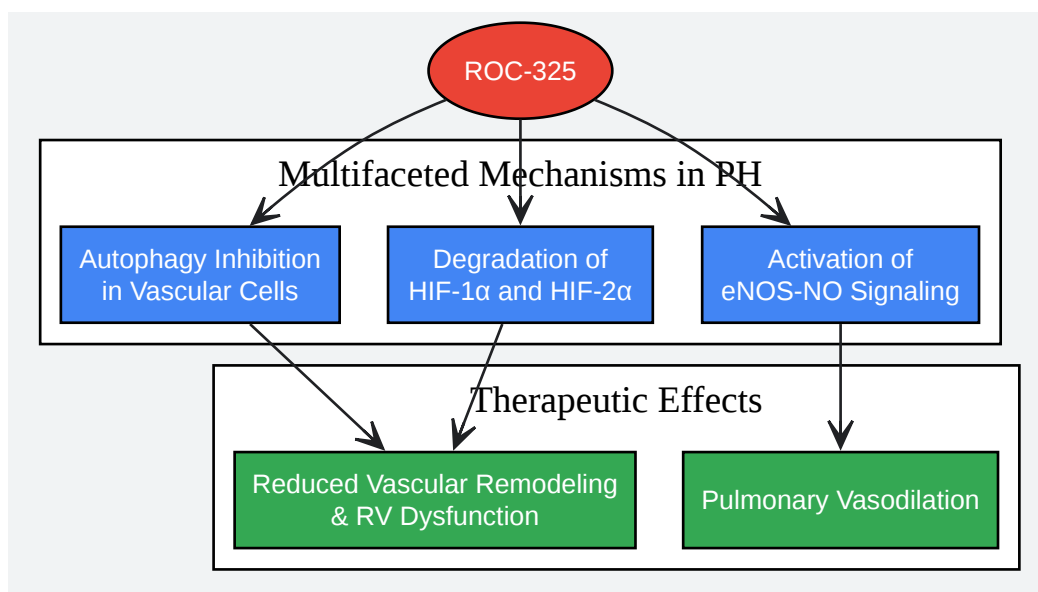 ROC-325
Multifaceted Mechanisms in PH
Autophagy Inhibition
in Vascular Cells
Degradation of
HIF-1α and HIF-2α
Activation of
eNOS-NO Signaling
Therapeutic Effects
Reduced Vascular Remodeling
& RV Dysfunction
Pulmonary Vasodilation